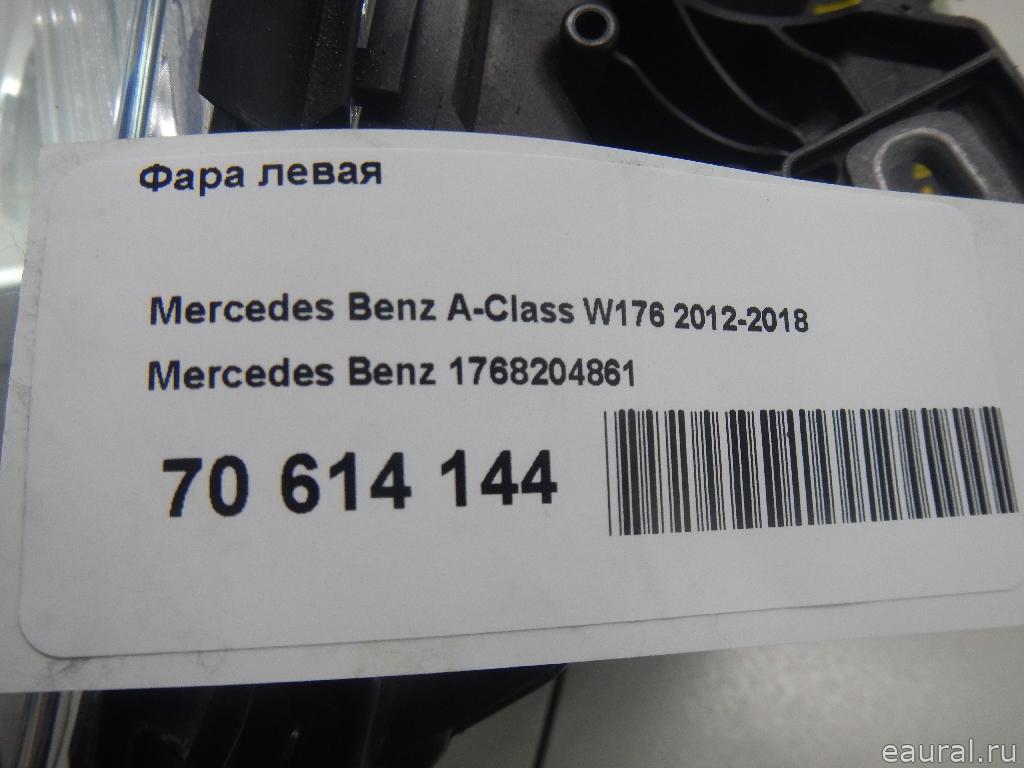 Фара левая
Mercedes Benz A-Class W176 2012-2018
Mercedes Benz 1768204861
70 614 144
eaural.ru